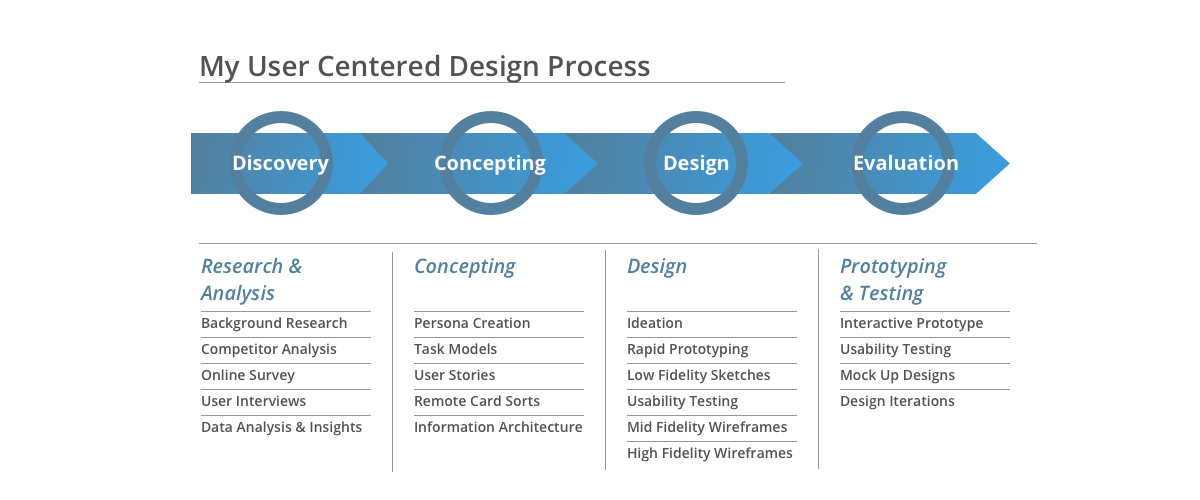 My User Centered Design Process
Discovery
Concepting
Design
Evaluation
Research &
Analysis
Background Research
Competitor Analysis
Online Survey
User Interviews
Data Analysis & Insights
Concepting
Persona Creation
Task Models
User Stories
Remote Card Sorts
Information Architecture
Design
Ideation
Rapid Prototyping
Low Fidelity Sketches
Usability Testing
Mid Fidelity Wireframes
High Fidelity Wireframes
Prototyping
& Testing
Interactive Prototype
Usability Testing
Mock Up Designs
Design Iterations